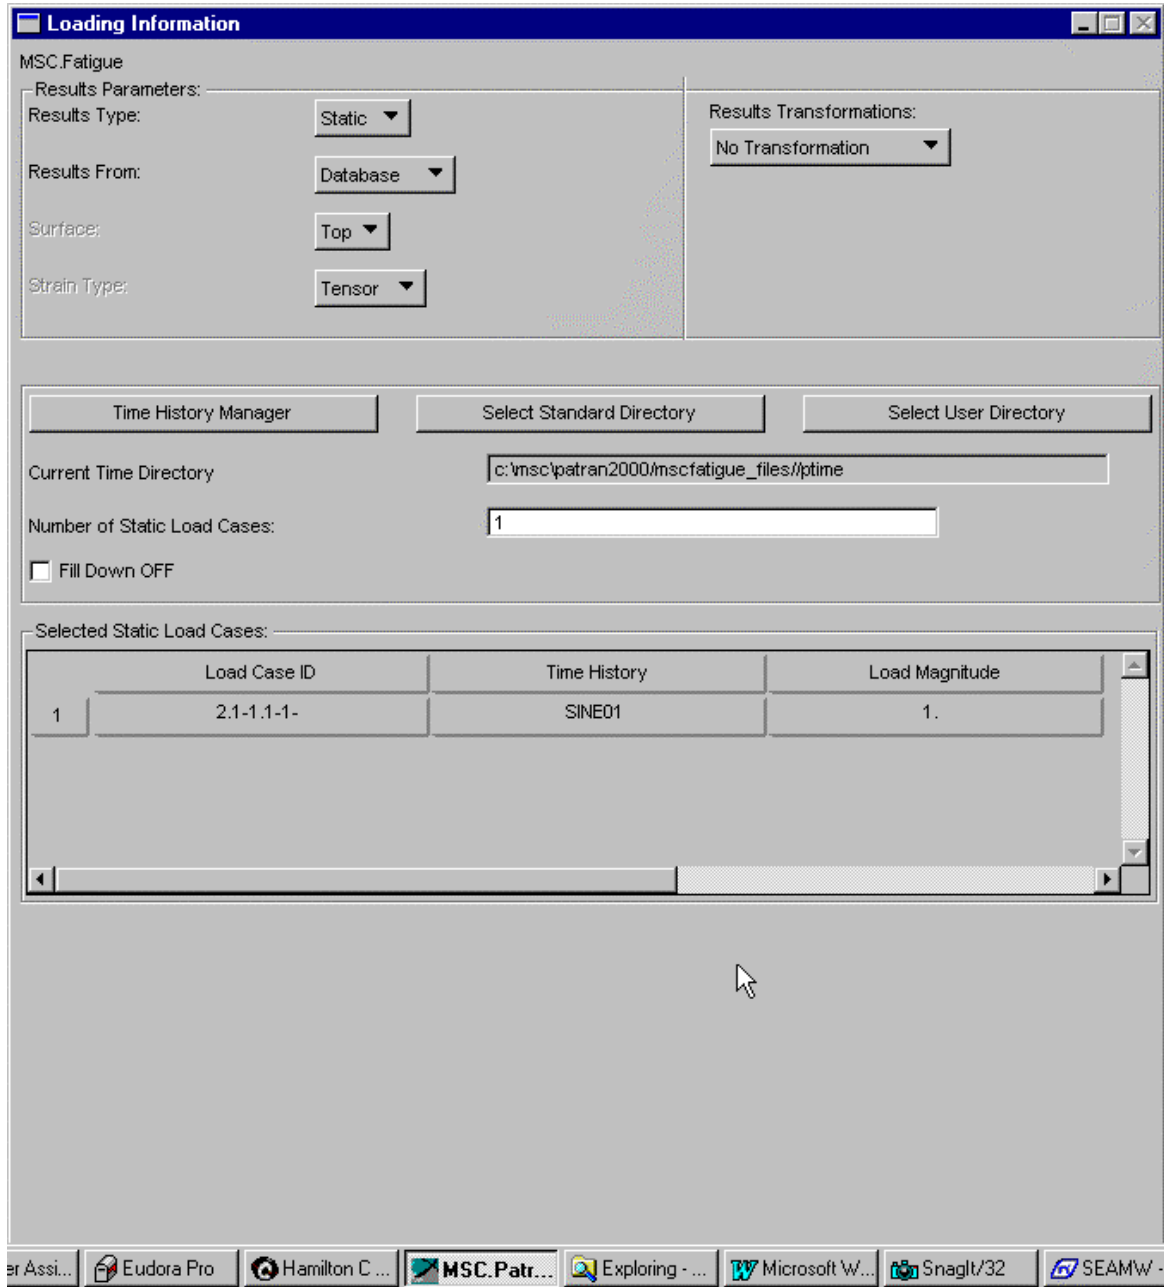 Loading Information
MSC.Fatigue
Results Parameters:
Results Type: Static
Results Transformations:
No Transformation
Results From: Database
Surface: Top
Strain Type: Tensor
Time History Manager Select Standard Directory Select User Directory
Current Time Directory c:\msc\patran2000/mscfatigue_files//ptime
Number of Static Load Cases: 1
Fill Down OFF
Selected Static Load Cases:
Load Case ID Time History Load Magnitude
1 2.1-1.1-1- SINE01 1.
er Assi... Eudora Pro Hamilton C ... MSC.Patr... Exploring - ... Microsoft W... SnagIt/32 SEAMW -